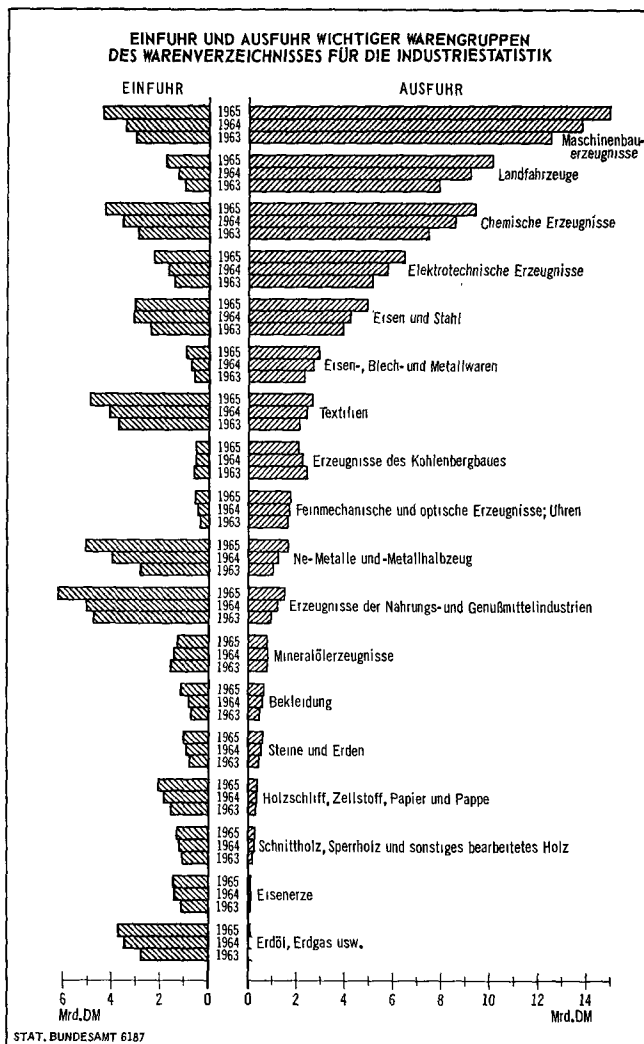 EINFUHR UND AUSFUHR WICHTIGER WARENGRUPPEN
DES WARENVERZEICHNISSES FÜR DIE INDUSTRIESTATISTIK
EINFUHR
AUSFUHR
1965
1964
1963
Maschinenbau-
erzeugnisse
1965
1964
1963
Landfahrzeuge
1965
1964
1963
Chemische Erzeugnisse
1965
1964
1963
Elektrotechnische Erzeugnisse
1965
1964
1963
Eisen und Stahl
1965
1964
1963
Eisen-, Blech- und Metallwaren
1965
1964
1963
Textilien
1965
1964
1963
Erzeugnisse des Kohlenbergbaues
1965
1964
1963
Feinmechanische und optische Erzeugnisse; Uhren
1965
1964
1963
Ne-Metalle und-Metallhalbzeug
1965
1964
1963
Erzeugnisse der Nahrungs- und Genußmittelindustrien
1965
1964
1963
Mineralölerzeugnisse
1965
1964
1963
Bekleidung
1965
1964
1963
Steine und Erden
1965
1964
1963
Holzschliff, Zellstoff, Papier und Pappe
1965
1964
1963
Schnittholz, Sperrholz und sonstiges bearbeitetes Holz
1965
1964
1963
Eisenerze
1965
1964
1963
Erdöl, Erdgas usw.
6 4 2 0 0 2 4 6 8 10 12 14
Mrd.DM Mrd.DM
STAT. BUNDESAMT 6187